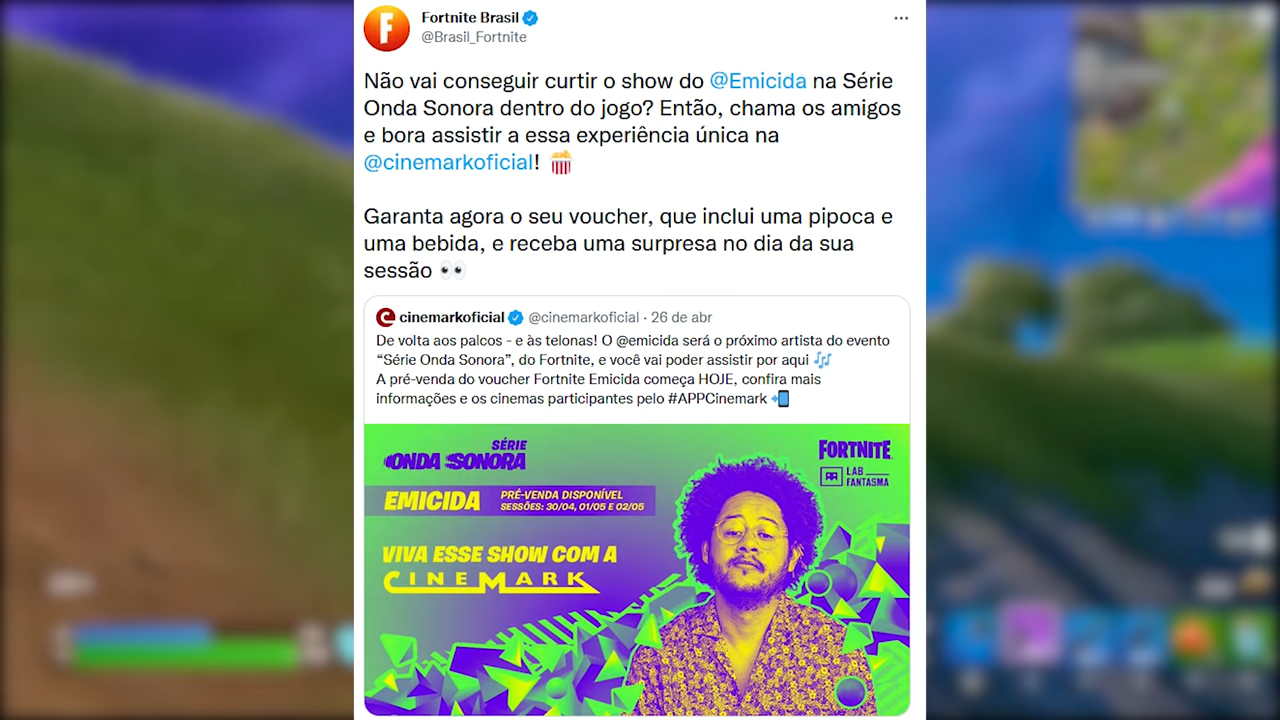 Fortnite Brasil
@Brasil_Fortnite
Não vai conseguir curtir o show do @Emicida na Série
Onda Sonora dentro do jogo? Então, chama os amigos
e bora assistir a essa experiência única na
@cinemarkoficial! 🍿
Garanta agora o seu voucher, que inclui uma pipoca e
uma bebida, e receba uma surpresa no dia da sua
sessão 👀
cinemarkoficial @cinemarkoficial · 26 de abr
De volta aos palcos - e às telonas! O @emicida será o próximo artista do evento
“Série Onda Sonora”, do Fortnite, e você vai poder assistir por aqui 🎶
A pré-venda do voucher Fortnite Emicida começa HOJE, confira mais
informações e os cinemas participantes pelo #APPCinemark 📲
SÉRIE
ONDA SONORA
EMICIDA
PRÉ-VENDA DISPONÍVEL
SESSÕES: 30/04, 01/05 E 02/05
VIVA ESSE SHOW COM A
CINEMARK
FORTNITE
LAB
FANTASMA